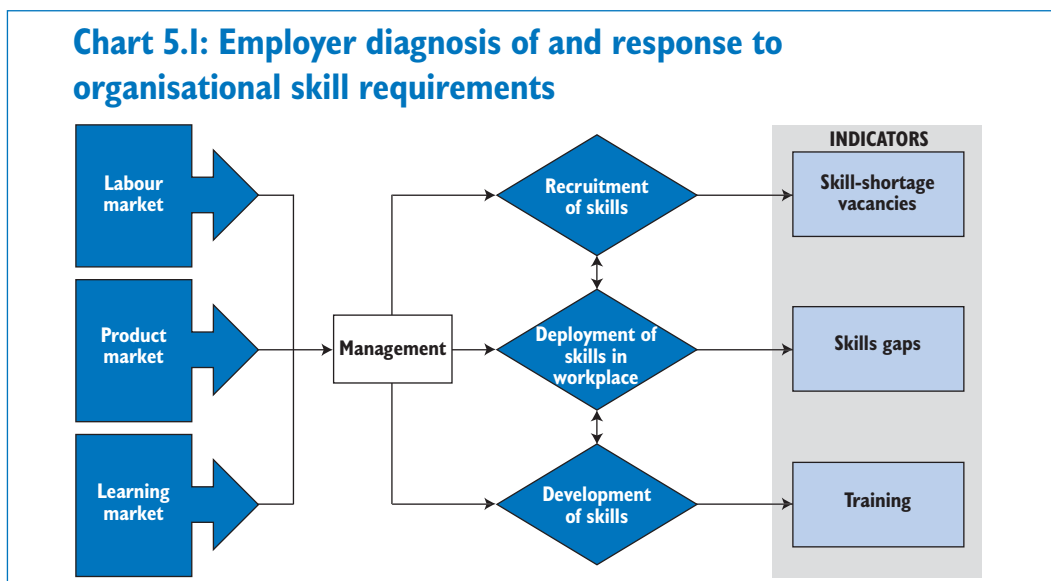 Chart 5.1: Employer diagnosis of and response to
organisational skill requirements
INDICATORS
Labour
market
Recruitment
of skills
Skill-shortage
vacancies
Product
market
Management
Deployment of
skills in
workplace
Skills gaps
Learning
market
Development
of skills
Training